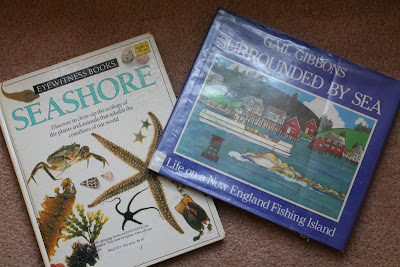 EYEWITNESS BOOKS
SEASHORE
Discover in close-up the ecology of
the plants and animals that inhabit the
coastlines of our world
GAIL GIBBONS
SURROUNDED BY SEA
Life on a New England Fishing Island